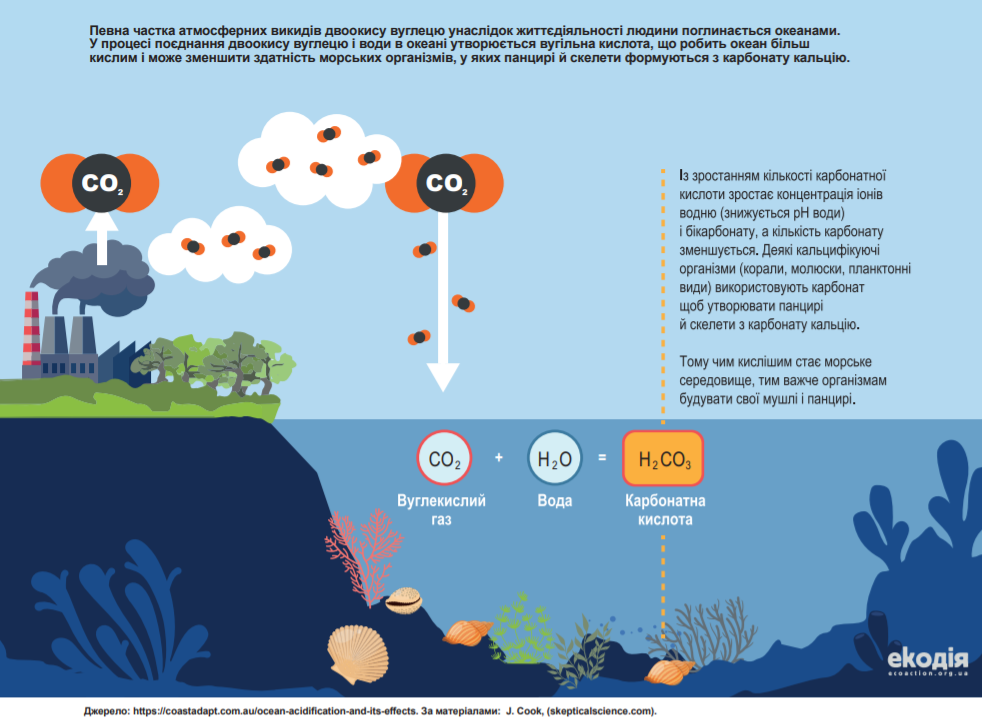 Певна частка атмосферних викидів двоокису вуглецю унаслідок життєдіяльності людини поглинається океанами.
У процесі поєднання двоокису вуглецю і води в океані утворюється вугільна кислота, що робить океан більш
кислим і може зменшити здатність морських організмів, у яких панцирі й скелети формуються з карбонату кальцію.
CO₂
CO₂
Із зростанням кількості карбонатної
кислоти зростає концентрація іонів
водню (знижується pH води)
і бікарбонату, а кількість карбонату
зменшується. Деякі кальцифікуючі
організми (корали, молюски, планктонні
види) використовують карбонат
щоб утворювати панцирі
й скелети з карбонату кальцію.
Тому чим кислішим стає морське
середовище, тим важче організмам
будувати свої мушлі і панцирі.
CO₂ + H₂O = H₂CO₃
Вуглекислий
газ
Вода
Карбонатна
кислота
екодія
ecoaction.org.ua
Джерело: https://coastadapt.com.au/ocean-acidification-and-its-effects. За матеріалами: J. Cook, (skepticalscience.com).